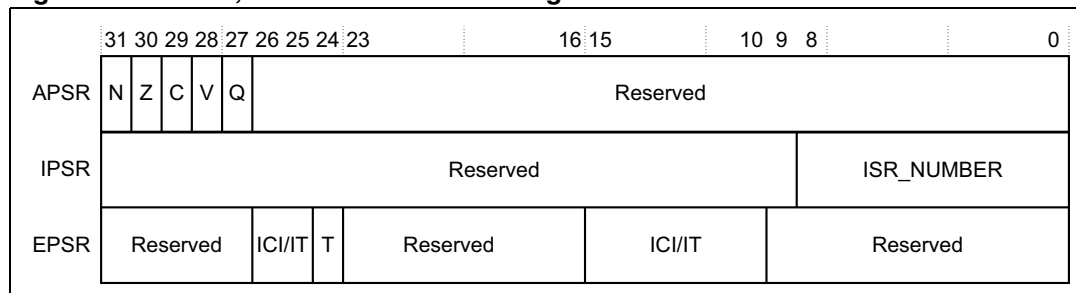 31 30 29 28 27 26 25 24 23 16 15 10 9 8 0
APSR N Z C V Q Reserved
IPSR Reserved ISR_NUMBER
EPSR Reserved ICI/IT T Reserved ICI/IT Reserved